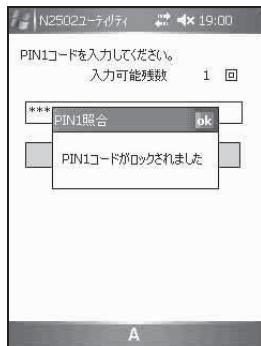 N2502ユーティリティ 19:00
PIN1コードを入力してください。
入力可能残数 1 回
***
PIN1照合 ok
PIN1コードがロックされました
A